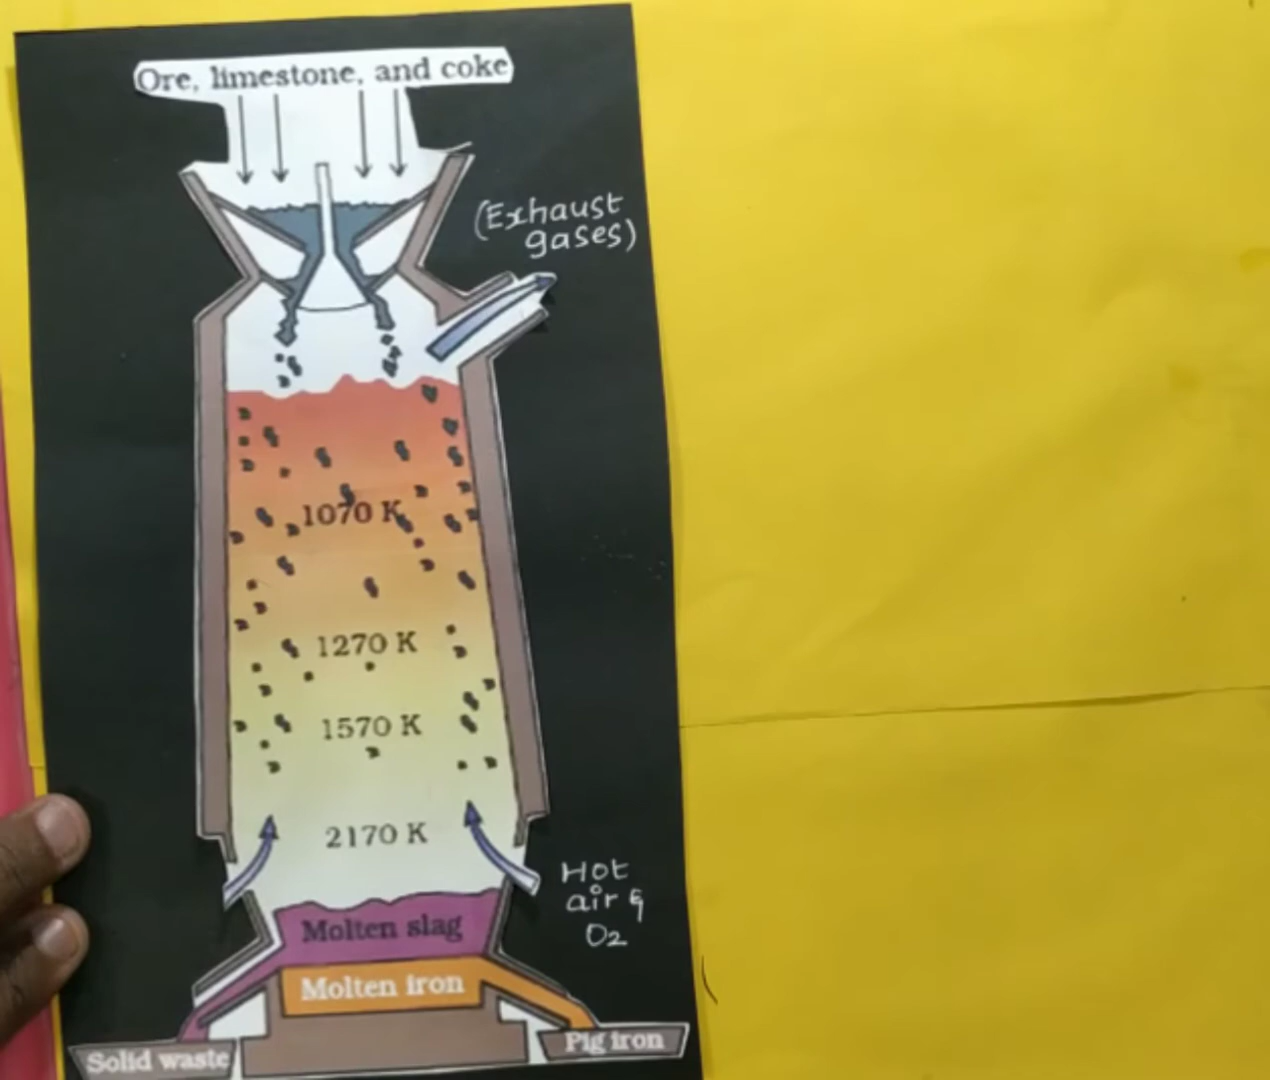 Ore, limestone, and coke
(Exhaust
gases)
1070 K
1270 K
1570 K
2170 K
Hot
air &
O2
Molten slag
Molten iron
Pig iron
Solid waste